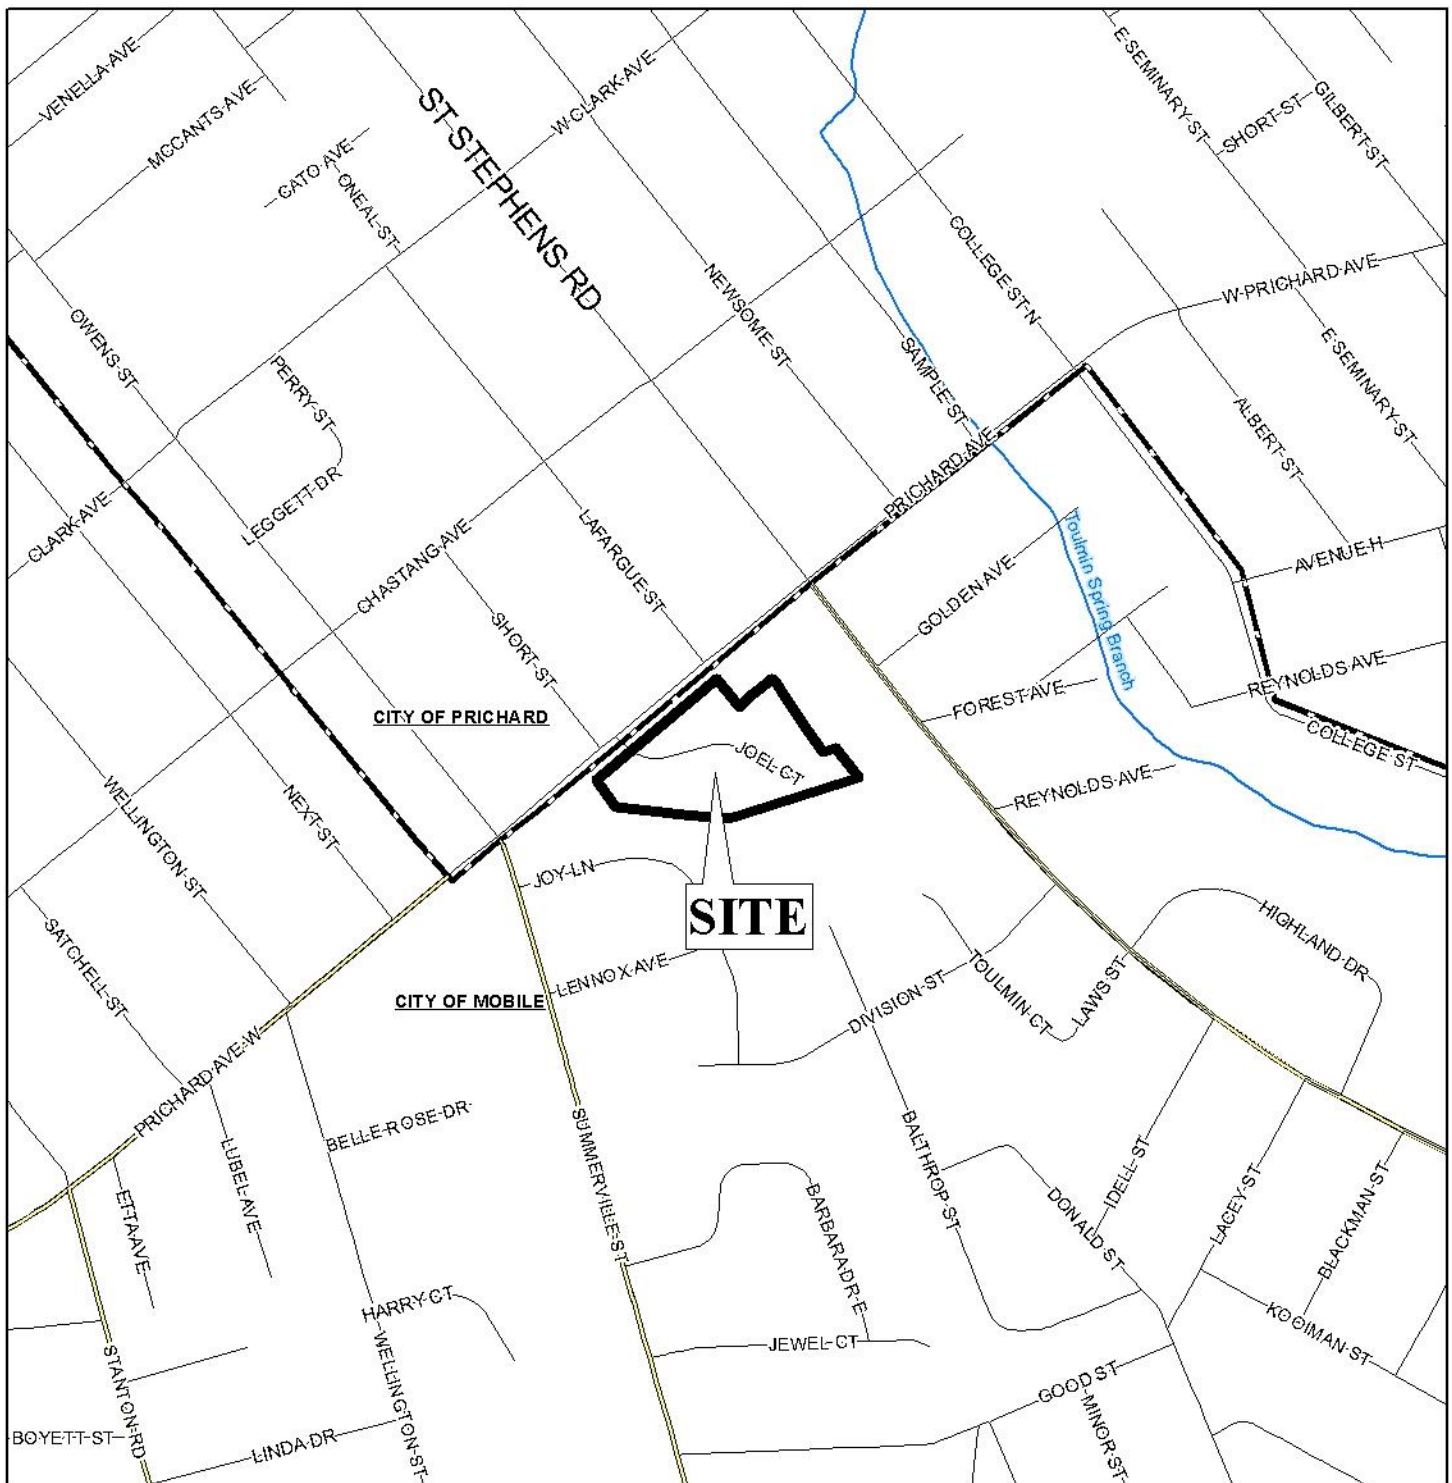 VENELLA AVE
MCCANTS AVE
CATO AVE
ONEAL ST
ST STEPHENS RD
W CLARK AVE
E SEMINARY ST
SHORT ST
GILBERT ST
COLLEGE ST N
W PRICHARD AVE
NEWSOME ST
SAMPLE ST
OWENS ST
PERRY ST
LEGGETT DR
CLARK AVE
CHASTANG AVE
LAFARGUE ST
SHORT ST
PRICHARD AVE
ALBERT ST
E SEMINARY ST
AVENUE H
GOLDEN AVE
Toulmin Spring Branch
REYNOLDS AVE
FOREST AVE
COLLEGE ST
CITY OF PRICHARD
JOEL CT
REYNOLDS AVE
WELLINGTON ST
NEXT ST
JOY LN
SITE
HIGHLAND DR
SATCHELL ST
LENNOX AVE
CITY OF MOBILE
DIVISION ST
TOULMIN CT
LAWS ST
PRICHARD AVE W
BELLE ROSE DR
LUBEL AVE
ETTA AVE
SUMMERVILLE ST
BALTHROP ST
BARBARA DR E
DONALD ST
IDELL ST
LACEY ST
BLACKMAN ST
HARRY CT
JEWEL CT
KOOIMAN ST
STANTON RD
WELLINGTON ST
GOOD ST
MINOR ST
BOYETT ST
LINDA DR